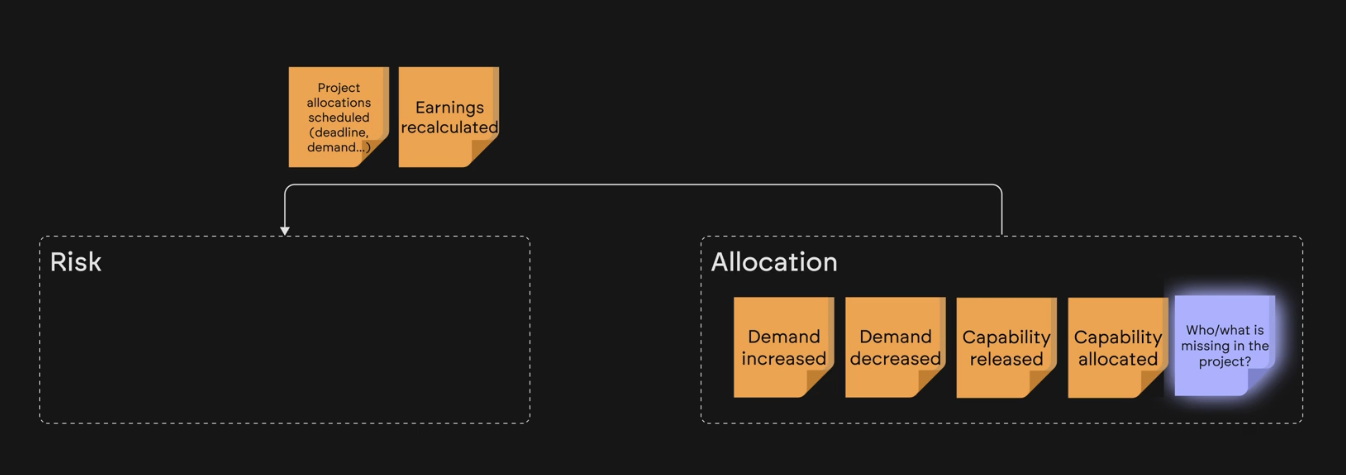 Project
allocations
scheduled
(deadline,
demand...)
Earnings
recalculated
Risk
Allocation
Demand
increased
Demand
decreased
Capability
released
Capability
allocated
Who/what is
missing in the
project?